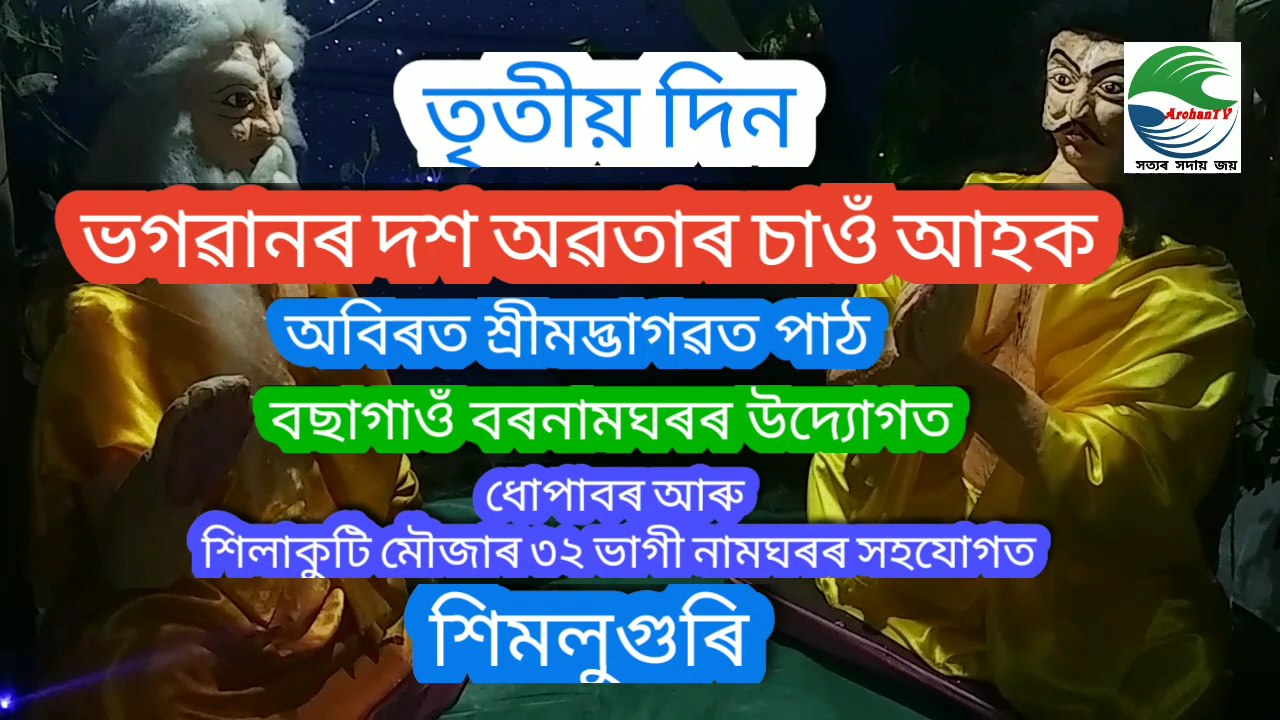 তৃতীয় দিন
ArohanTV
সত্যৰ সদায় জয়
ভগৱানৰ দশ অৱতাৰ চাওঁ আহক
অবিৰত শ্ৰীমদ্ভাগৱত পাঠ
বছাগাওঁ বৰনামঘৰৰ উদ্যোগত
ধোপাবৰ আৰু
শিলাকুটি মৌজাৰ ৩২ ভাগী নামঘৰৰ সহযোগত
শিমলুগুৰি